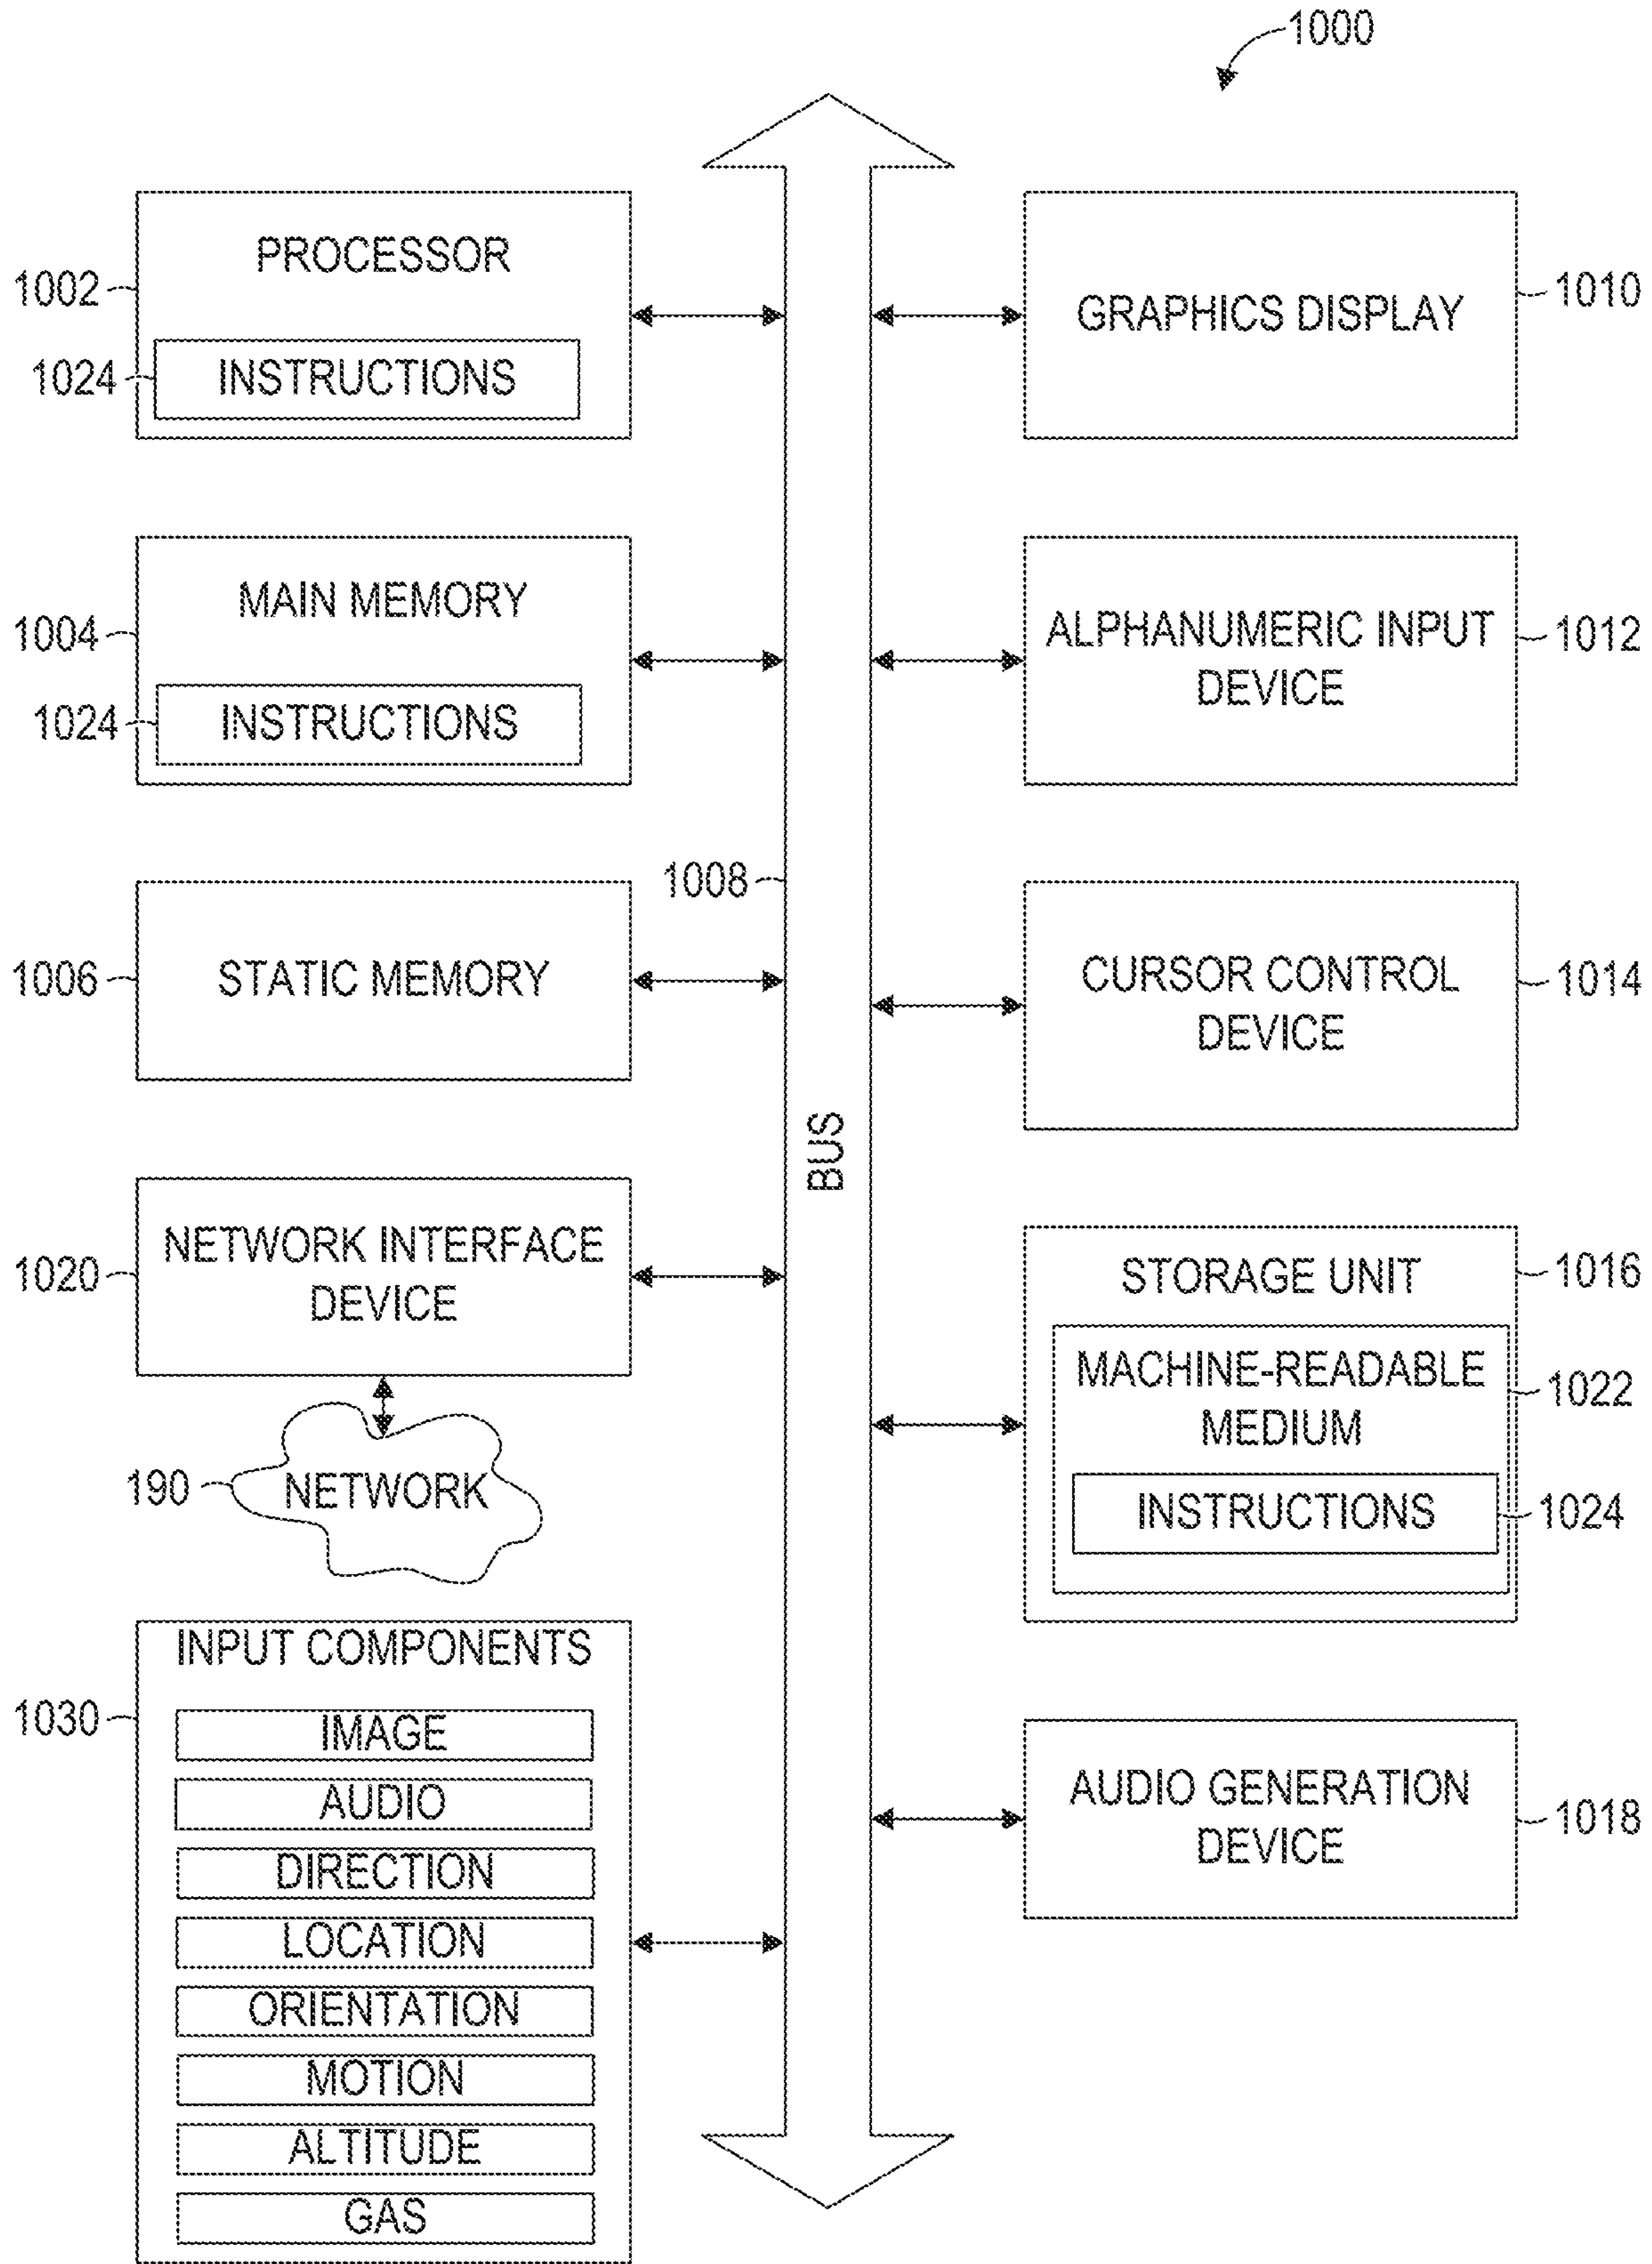 1000
PROCESSOR
1002
1024
INSTRUCTIONS
MAIN MEMORY
1004
1024
INSTRUCTIONS
1006
STATIC MEMORY
NETWORK INTERFACE
DEVICE
1020
190
NETWORK
INPUT COMPONENTS
1030
IMAGE
AUDIO
DIRECTION
LOCATION
ORIENTATION
MOTION
ALTITUDE
GAS
1008
BUS
GRAPHICS DISPLAY
1010
ALPHANUMERIC INPUT
DEVICE
1012
CURSOR CONTROL
DEVICE
1014
STORAGE UNIT
1016
MACHINE-READABLE
MEDIUM
1022
INSTRUCTIONS
1024
AUDIO GENERATION
DEVICE
1018